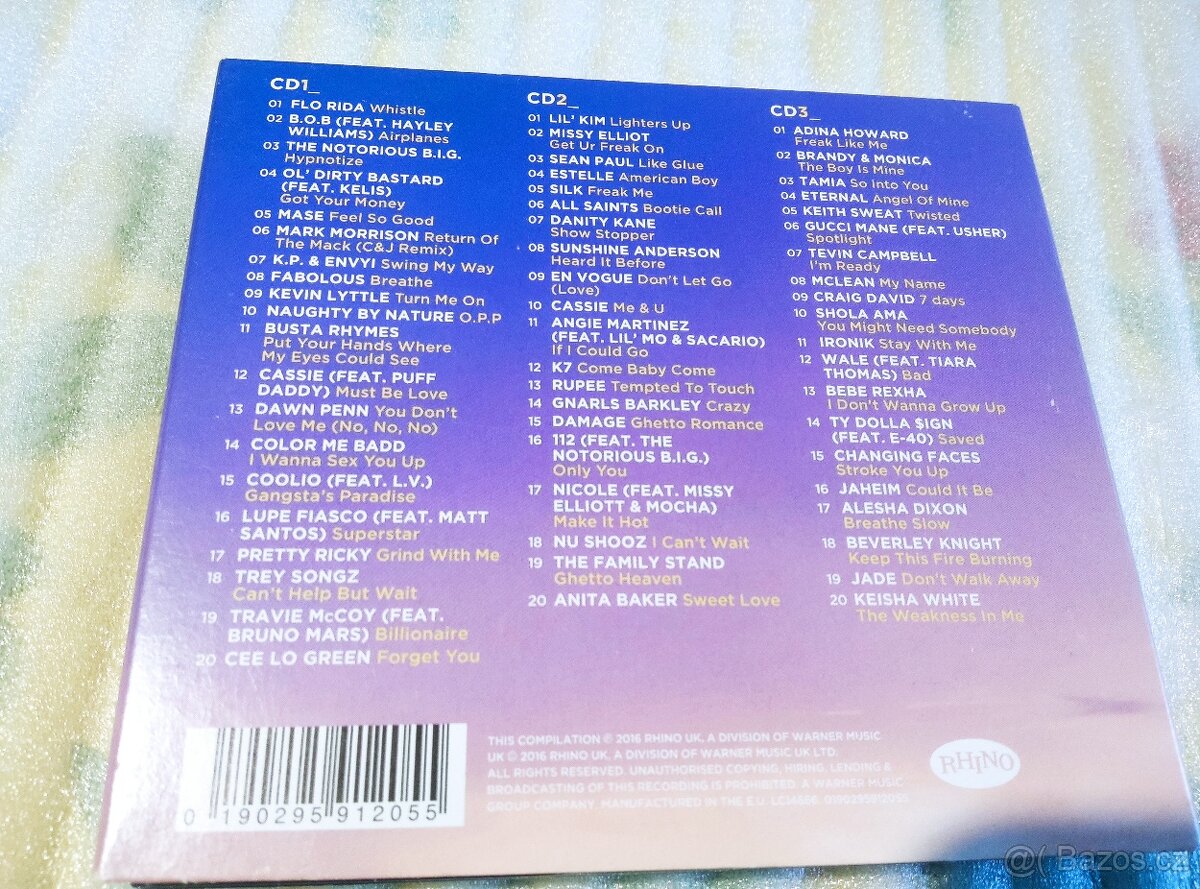 CD1_
01 FLO RIDA Whistle
02 B.O.B (FEAT. HAYLEY
WILLIAMS) Airplanes
03 THE NOTORIOUS B.I.G.
Hypnotize
04 OL' DIRTY BASTARD
(FEAT. KELIS)
Got Your Money
05 MASE Feel So Good
06 MARK MORRISON Return Of
The Mack (C&J Remix)
07 K.P. & ENVYI Swing My Way
08 FABOLOUS Breathe
09 KEVIN LYTTLE Turn Me On
10 NAUGHTY BY NATURE O.P.P
11 BUSTA RHYMES
Put Your Hands Where
My Eyes Could See
12 CASSIE (FEAT. PUFF
DADDY) Must Be Love
13 DAWN PENN You Don't
Love Me (No, No, No)
14 COLOR ME BADD
I Wanna Sex You Up
15 COOLIO (FEAT. L.V.)
Gangsta's Paradise
16 LUPE FIASCO (FEAT. MATT
SANTOS) Superstar
17 PRETTY RICKY Grind With Me
18 TREY SONGZ
Can't Help But Wait
19 TRAVIE McCOY (FEAT.
BRUNO MARS) Billionaire
20 CEE LO GREEN Forget You
CD2_
01 LIL' KIM Lighters Up
02 MISSY ELLIOT
Get Ur Freak On
03 SEAN PAUL Like Glue
04 ESTELLE American Boy
05 SILK Freak Me
06 ALL SAINTS Bootie Call
07 DANITY KANE
Show Stopper
08 SUNSHINE ANDERSON
Heard It Before
09 EN VOGUE Don't Let Go
(Love)
10 CASSIE Me & U
11 ANGIE MARTINEZ
(FEAT. LIL' MO & SACARIO)
If I Could Go
12 K7 Come Baby Come
13 RUPEE Tempted To Touch
14 GNARLS BARKLEY Crazy
15 DAMAGE Ghetto Romance
16 112 (FEAT. THE
NOTORIOUS B.I.G.)
Only You
17 NICOLE (FEAT. MISSY
ELLIOTT & MOCHA)
Make It Hot
18 NU SHOOZ I Can't Wait
19 THE FAMILY STAND
Ghetto Heaven
20 ANITA BAKER Sweet Love
CD3_
01 ADINA HOWARD
Freak Like Me
02 BRANDY & MONICA
The Boy Is Mine
03 TAMIA So Into You
04 ETERNAL Angel Of Mine
05 KEITH SWEAT Twisted
06 GUCCI MANE (FEAT. USHER)
Spotlight
07 TEVIN CAMPBELL
I'm Ready
08 MCLEAN My Name
09 CRAIG DAVID 7 days
10 SHOLA AMA
You Might Need Somebody
11 IRONIK Stay With Me
12 WALE (FEAT. TIARA
THOMAS) Bad
13 BEBE REXHA
I Don't Wanna Grow Up
14 TY DOLLA $IGN
(FEAT. E-40) Saved
15 CHANGING FACES
Stroke You Up
16 JAHEIM Could It Be
17 ALESHA DIXON
Breathe Slow
18 BEVERLEY KNIGHT
Keep This Fire Burning
19 JADE Don't Walk Away
20 KEISHA WHITE
The Weakness In Me
0 190295 912055
THIS COMPILATION ℗ 2016 RHINO UK, A DIVISION OF WARNER MUSIC
UK © 2016 RHINO UK, A DIVISION OF WARNER MUSIC UK LTD.
ALL RIGHTS RESERVED. UNAUTHORISED COPYING, HIRING, LENDING &
BROADCASTING OF THIS RECORDING IS PROHIBITED. A WARNER MUSIC
GROUP COMPANY. MANUFACTURED IN THE E.U. LC14666 0190295912055
RHINO
@( Bazos.cz